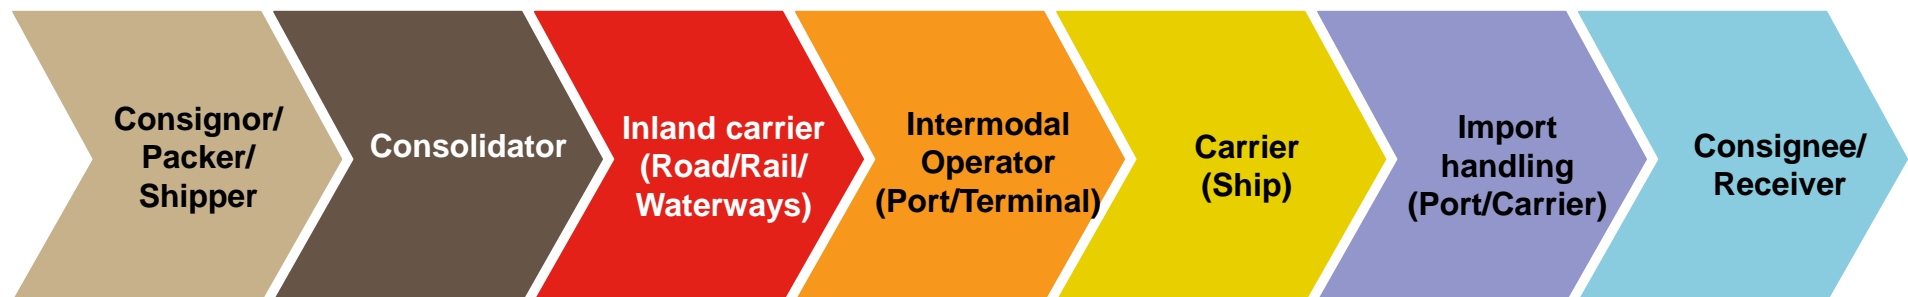 Consignor/
Packer/
Shipper
Consolidator
Inland carrier
(Road/Rail/
Waterways)
Intermodal
Operator
(Port/Terminal)
Carrier
(Ship)
Import
handling
(Port/Carrier)
Consignee/
Receiver